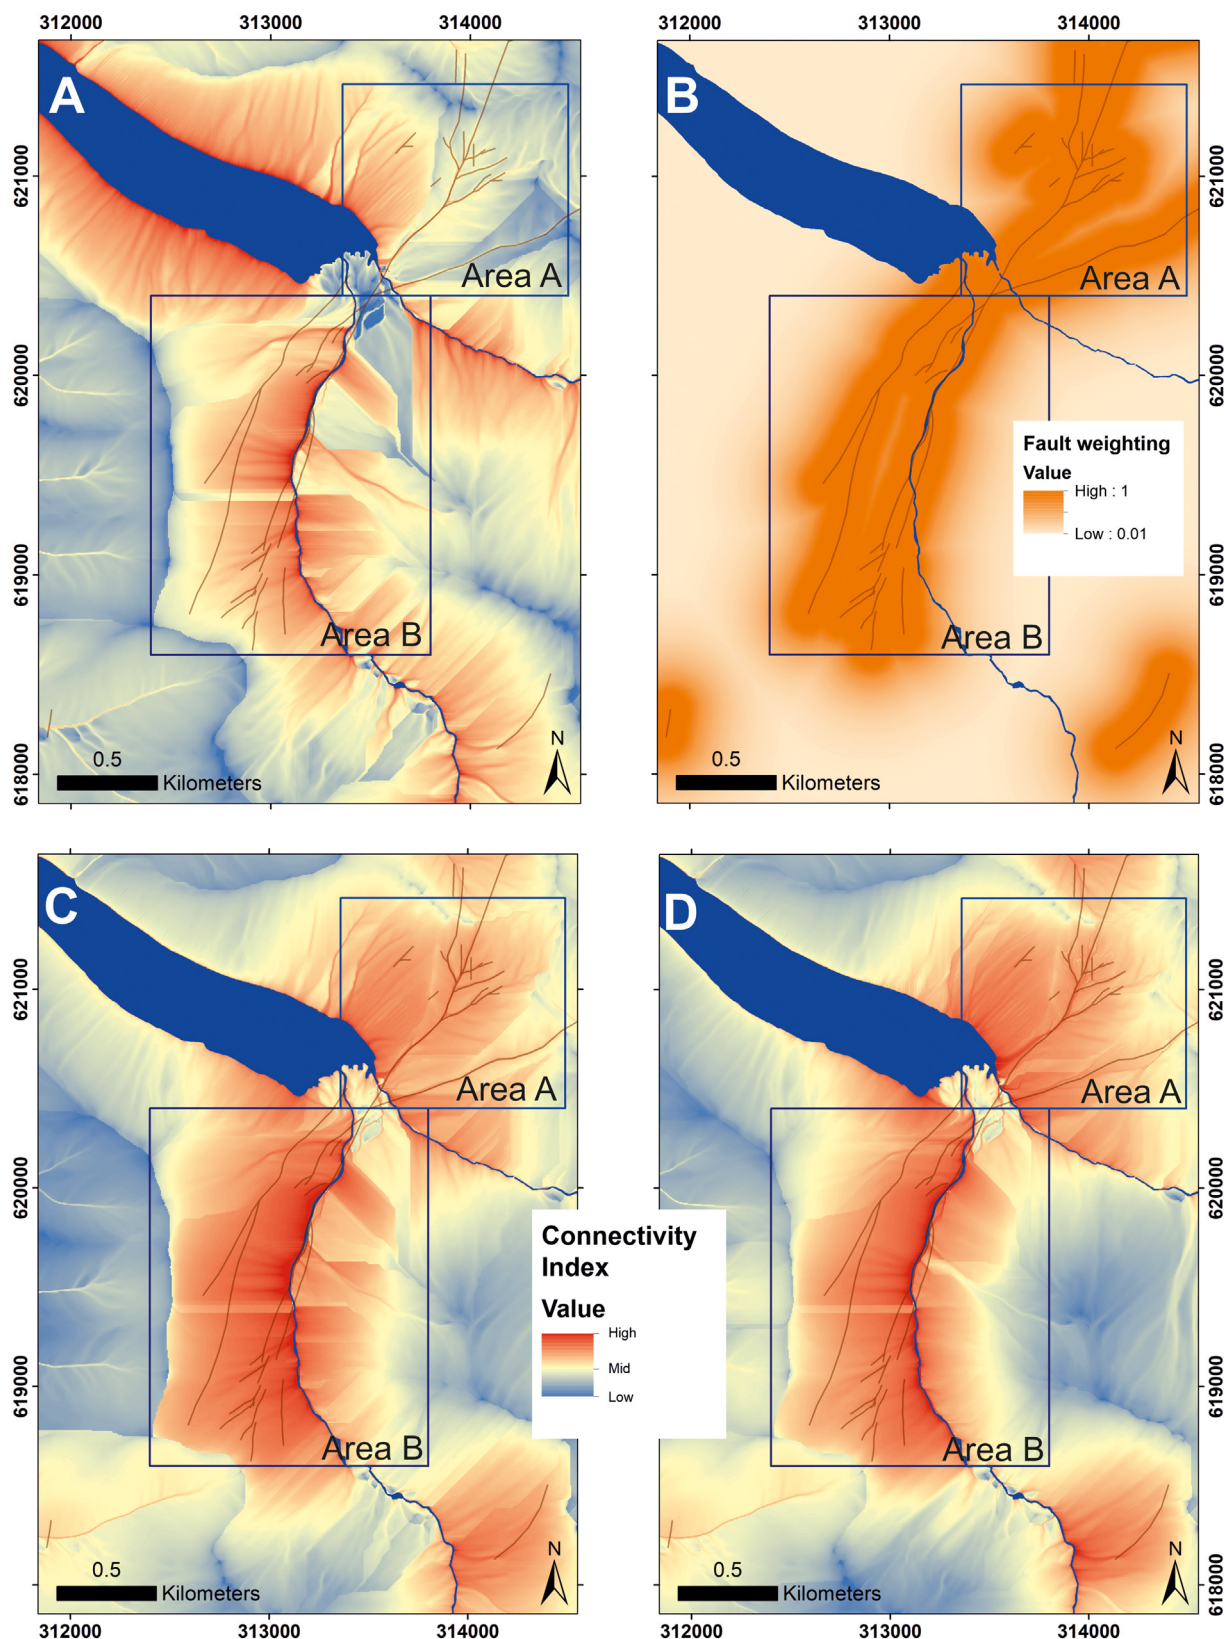 312000 313000 314000
312000 313000 314000
A
B
621000
620000
619000
618000
621000
620000
619000
618000
Area A
Area B
0.5
Kilometers
N
Area A
Area B
Fault weighting
Value
High : 1
Low : 0.01
0.5
Kilometers
N
C
D
621000
620000
619000
618000
621000
620000
619000
618000
Area A
Area B
0.5
Kilometers
N
Connectivity
Index
Value
High
Mid
Low
Area A
Area B
0.5
Kilometers
N
312000 313000 314000
312000 313000 314000